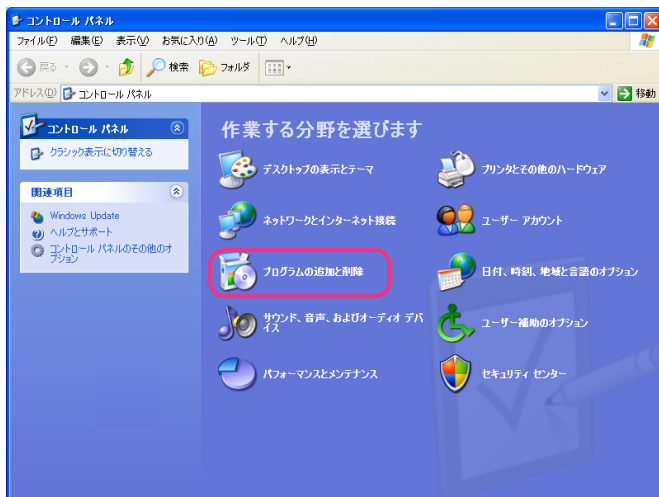 コントロール パネル
ファイル(F) 編集(E) 表示(V) お気に入り(A) ツール(T) ヘルプ(H)
戻る 検索 フォルダ
アドレス(D) コントロール パネル 移動
コントロール パネル
クラシック表示に切り替える
関連項目
Windows Update
ヘルプとサポート
コントロール パネルのその他のオ
プション
作業する分野を選びます
デスクトップの表示とテーマ
プリンタとその他のハードウェア
ネットワークとインターネット接続
ユーザー アカウント
プログラムの追加と削除
日付、時刻、地域と言語のオプション
サウンド、音声、およびオーディオ デバ
イス
ユーザー補助のオプション
パフォーマンスとメンテナンス
セキュリティ センター